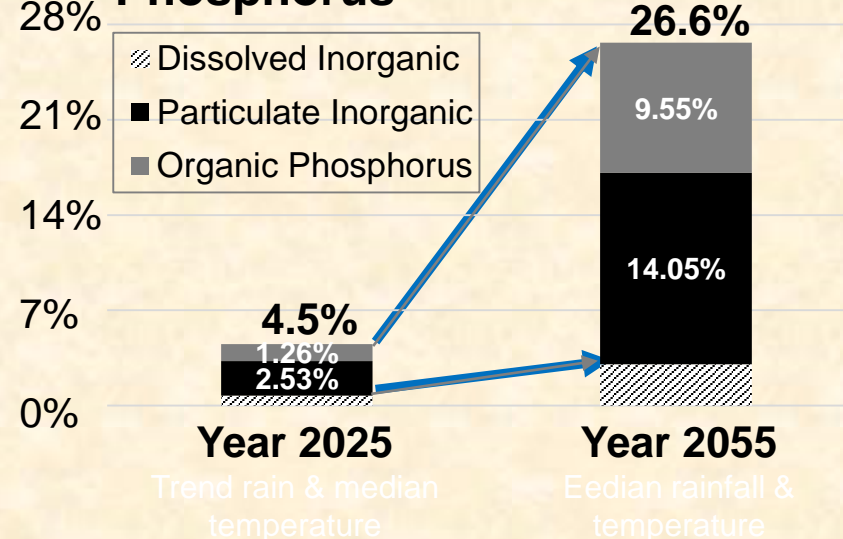 Phosphorus
28%
26.6%
Dissolved Inorganic
Particulate Inorganic
Organic Phosphorus
21%
9.55%
14%
14.05%
7%
4.5%
1.26%
2.53%
0%
Year 2025
Year 2055
Trend rain & median
temperature
Eedian rainfall &
temperature